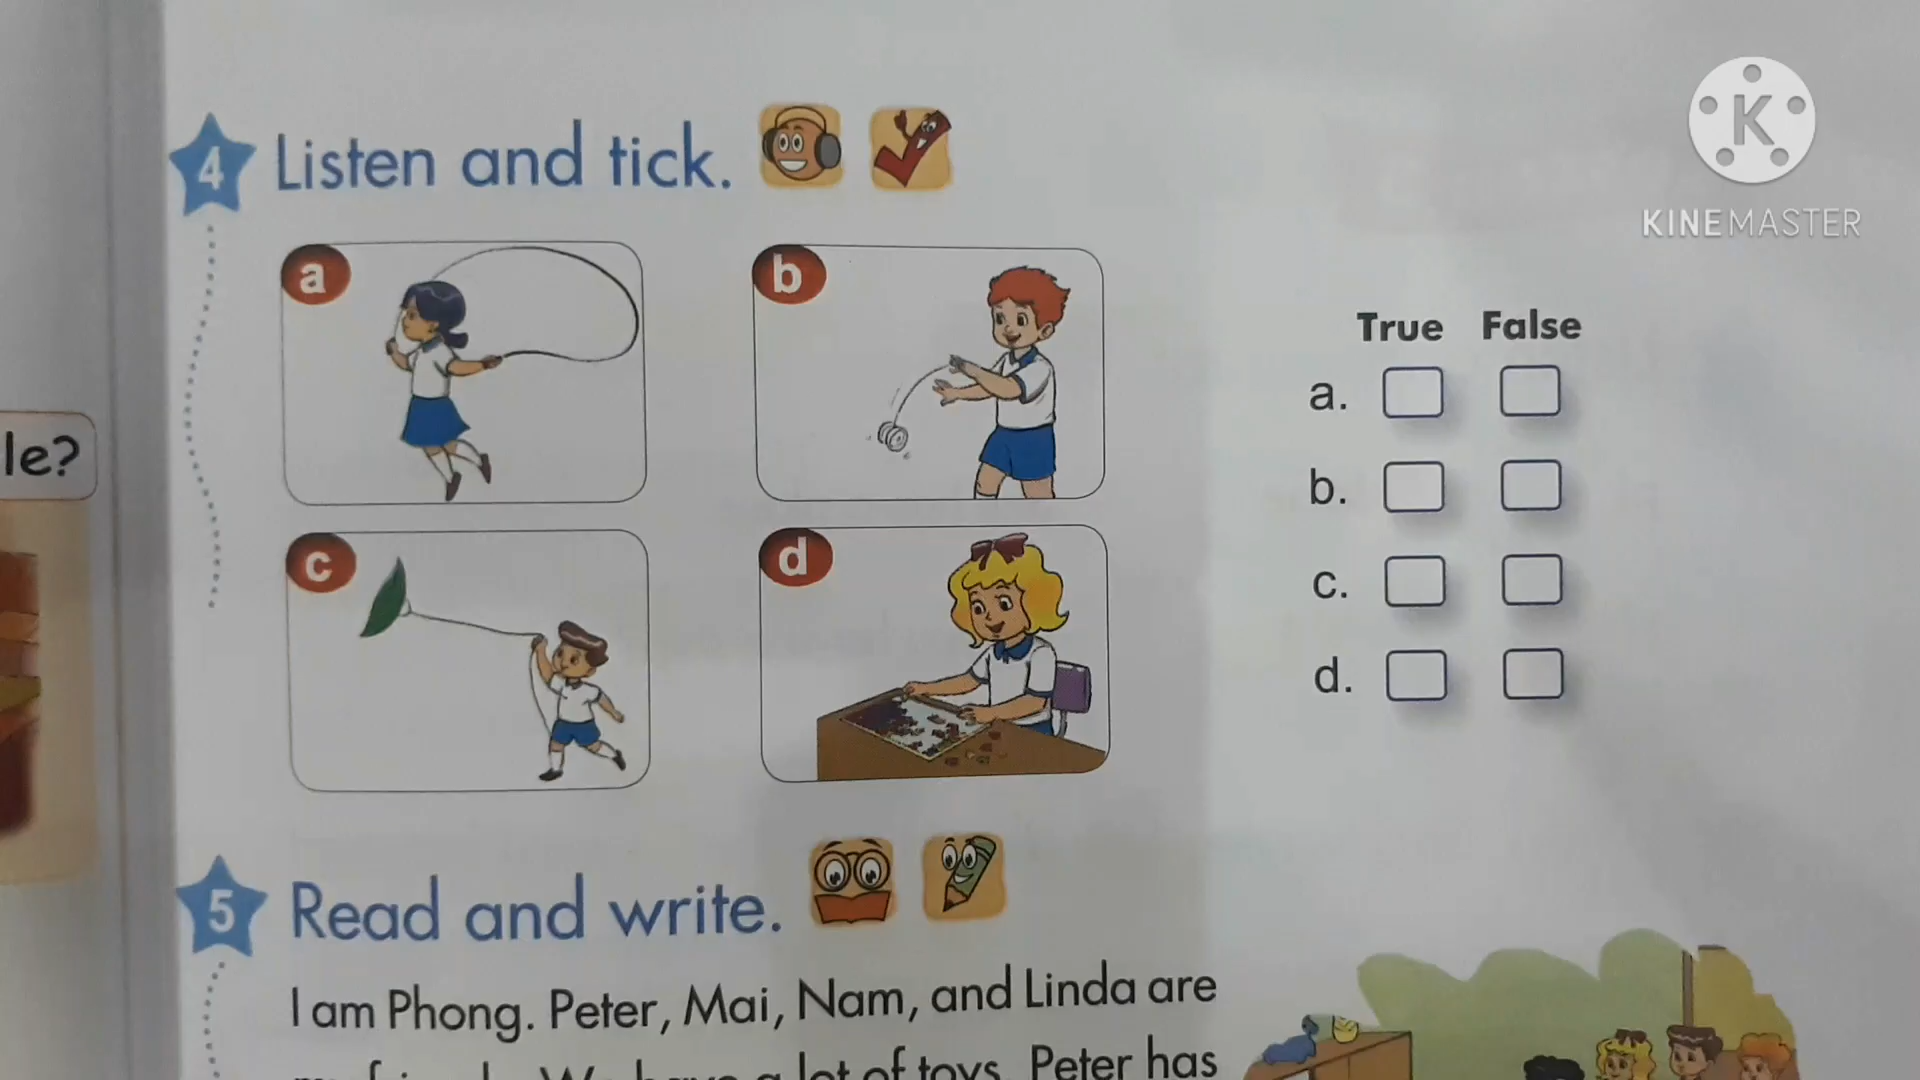 K
KINEMASTER
4 Listen and tick.
a
b
True False
a.
b.
c.
d.
le?
c
d
5 Read and write.
I am Phong. Peter, Mai, Nam, and Linda are
a lot of toys. Peter has